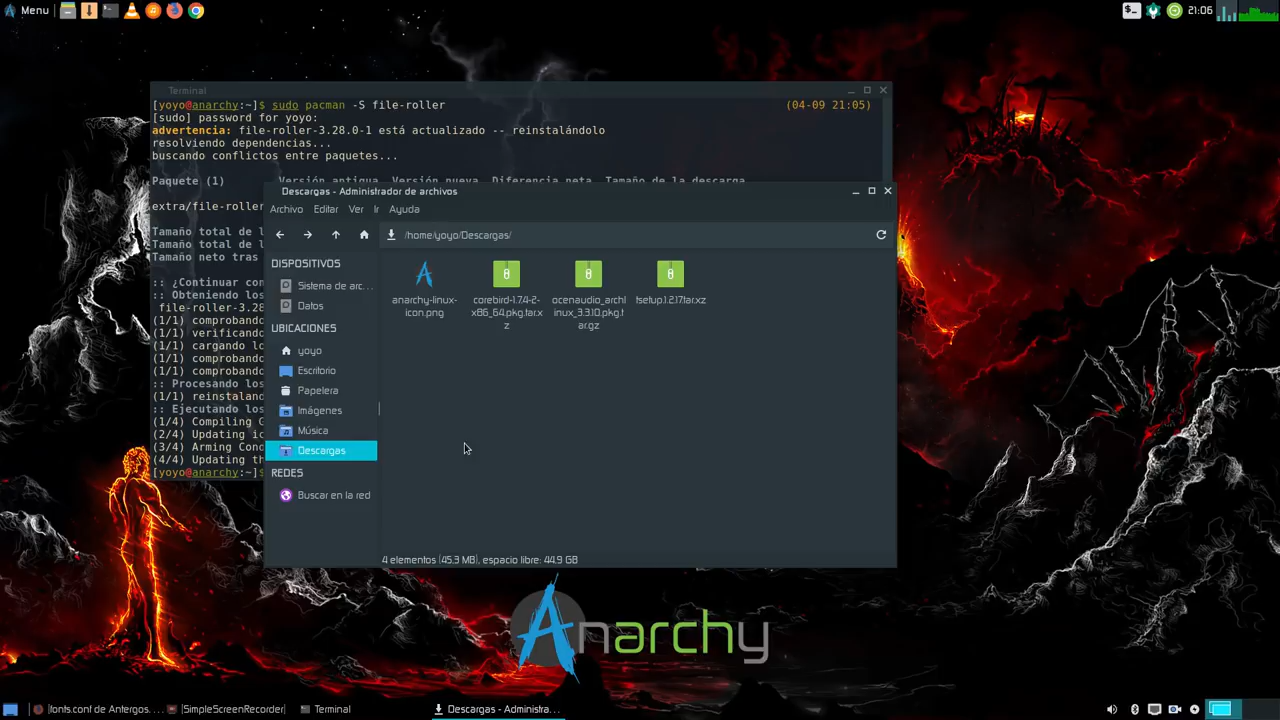 Menu
21:06
Terminal
[yoyo@anarchy:~]$ sudo pacman -S file-roller (04-09 21:05)
[sudo] password for yoyo:
advertencia: file-roller-3.28.0-1 está actualizado -- reinstalándolo
resolviendo dependencias...
buscando conflictos entre paquetes...
Paquete (1) Versión antigua Versión nueva Diferencia neta Tamaño de la descarga
extra/file-roller
Tamaño total de l
Tamaño total de l
Tamaño neto tras
:: ¿Continuar con
:: Obteniendo los
file-roller-3.28
(1/1) comprobando
(1/1) verificando
(1/1) cargando lo
(1/1) comprobando
(1/1) comprobando
:: Procesando los
(1/1) reinstaland
:: Ejecutando los
(1/4) Compiling G
(2/4) Updating ic
(3/4) Arming Cond
(4/4) Updating th
[yoyo@anarchy:~]$
Descargas - Administrador de archivos
Archivo Editar Ver Ir Ayuda
/home/yoyo/Descargas/
DISPOSITIVOS
Sistema de arc...
Datos
UBICACIONES
yoyo
Escritorio
Papelera
Imágenes
Música
Descargas
REDES
Buscar en la red
anarchy-linux-
icon.png
corebird-1.7.4-2-
x86_64.pkg.tar.x
z
ocenaudio_archl
inux_3.3.10.pkg.t
ar.gz
tsetup.1.2.17.tar.xz
4 elementos (45,3 MB), espacio libre: 44,9 GB
Anarchy
[fonts.conf de Antergos. ... [SimpleScreenRecorder] Terminal Descargas - Administra...